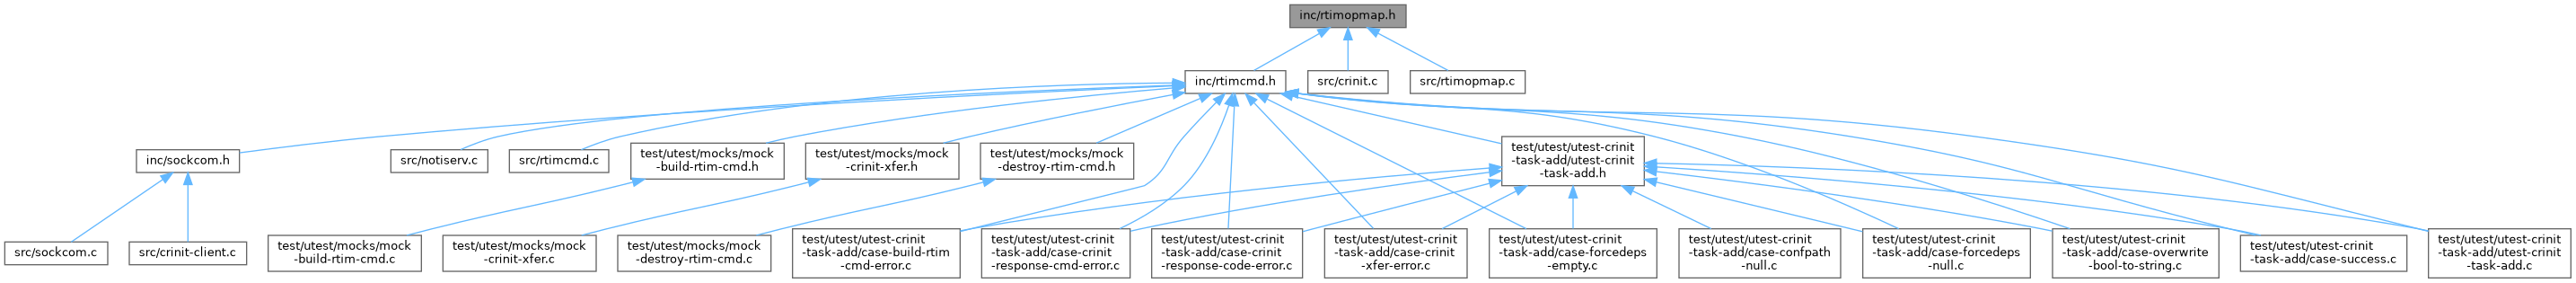 inc/rtimopmap.h
inc/rtimcmd.h
src/crinit.c
src/rtimopmap.c
inc/sockcom.h
src/notiserv.c
src/rtimcmd.c
test/utest/mocks/mock
-build-rtim-cmd.h
test/utest/mocks/mock
-crinit-xfer.h
test/utest/mocks/mock
-destroy-rtim-cmd.h
test/utest/utest-crinit
-task-add/utest-crinit
-task-add.h
src/sockcom.c
src/crinit-client.c
test/utest/mocks/mock
-build-rtim-cmd.c
test/utest/mocks/mock
-crinit-xfer.c
test/utest/mocks/mock
-destroy-rtim-cmd.c
test/utest/utest-crinit
-task-add/case-build-rtim
-cmd-error.c
test/utest/utest-crinit
-task-add/case-crinit
-response-cmd-error.c
test/utest/utest-crinit
-task-add/case-crinit
-response-code-error.c
test/utest/utest-crinit
-task-add/case-crinit
-xfer-error.c
test/utest/utest-crinit
-task-add/case-forcedeps
-empty.c
test/utest/utest-crinit
-task-add/case-confpath
-null.c
test/utest/utest-crinit
-task-add/case-forcedeps
-null.c
test/utest/utest-crinit
-task-add/case-overwrite
-bool-to-string.c
test/utest/utest-crinit
-task-add/case-success.c
test/utest/utest-crinit
-task-add/utest-crinit
-task-add.c